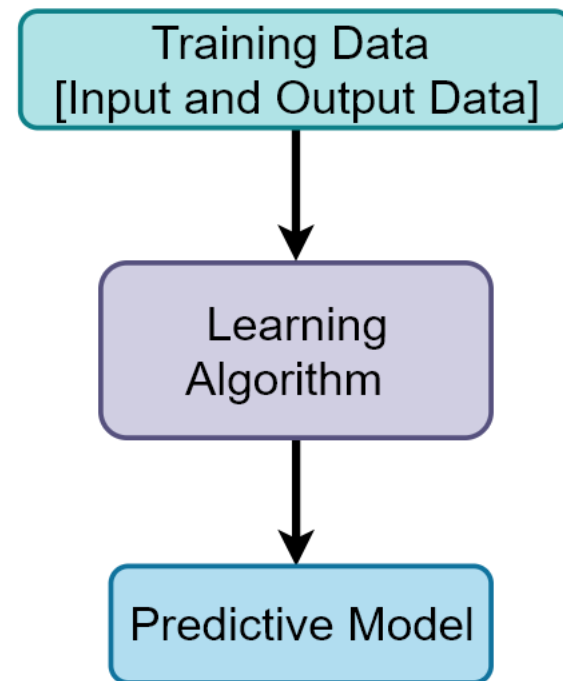 Training Data
[Input and Output Data]
Learning
Algorithm
Predictive Model